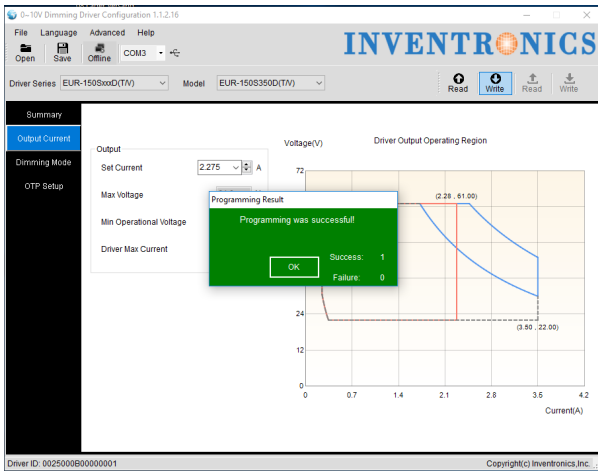 0~10V Dimming Driver Configuration 1.1.2.16
File Language Advanced Help
Open Save Offline COM3
INVENTRONICS
Driver Series EUR-150SxxxD(T/V) Model EUR-150S350D(T/V)
Read Write Read Write
Summary
Output Current
Dimming Mode
OTP Setup
Output
Set Current 2.275 A
Max Voltage
Min Operational Voltage
Driver Max Current
Programming Result
Programming was successful!
Success: 1
Failure: 0
OK
Voltage(V) Driver Output Operating Region
72
(2.28 , 61.00)
24
(3.50 , 22.00)
12
0
0 0.7 1.4 2.1 2.8 3.5 4.2
Current(A)
Driver ID: 0025000B00000001 Copyright(c) Inventronics,Inc.